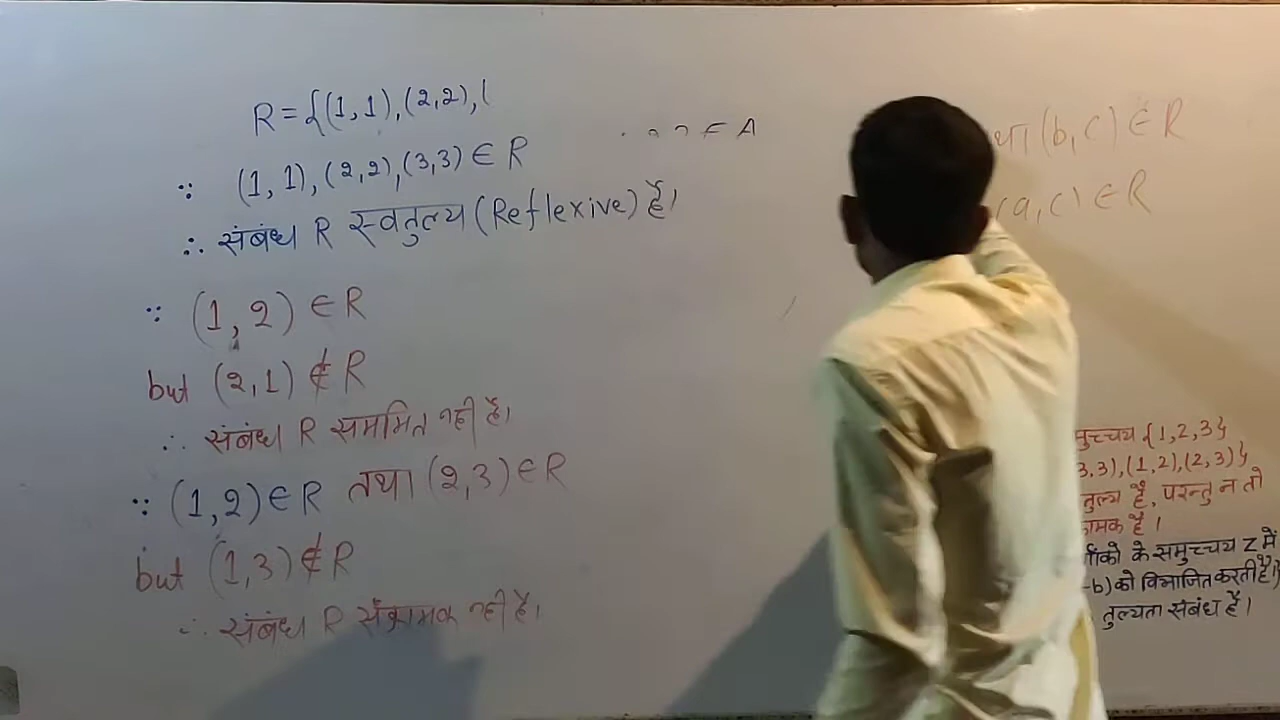 R = {(1,1),(2,2),(
∵ (1,1),(2,2),(3,3) ∈ R
∴ संबंध R स्वतुल्य (Reflexive) है।
∵ (1,2) ∈ R
but (2,1) ∉ R
∴ संबंध R सममित नही है।
∵ (1,2) ∈ R तथा (2,3) ∈ R
but (1,3) ∉ R
∴ संबंध R संक्रामक नही है।
∈ A
था (b,c) ∈ R
(a,c) ∈ R
मुच्चय {1,2,3}
3,3),(1,2),(2,3)}
तुल्य है, परन्तु न तो
ामक है।
के समुच्चय Z में
-b) को विभाजित करती है}
तुल्यता संबंध है।